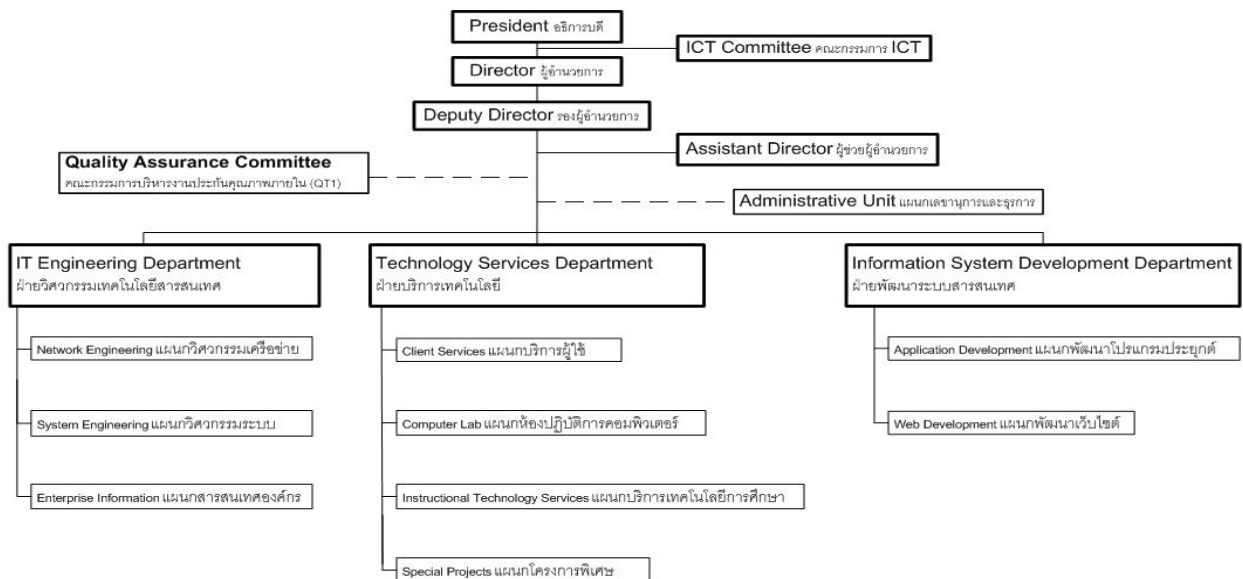 President อธิการบดี
ICT Committee คณะกรรมการ ICT
Director ผู้อำนวยการ
Deputy Director รองผู้อำนวยการ
Assistant Director ผู้ช่วยผู้อำนวยการ
Quality Assurance Committee
คณะกรรมการบริหารงานประกันคุณภาพภายใน (QT1)
Administrative Unit แผนกเลขานุการและธุรการ
IT Engineering Department
ฝ่ายวิศวกรรมเทคโนโลยีสารสนเทศ
Network Engineering แผนกวิศวกรรมเครือข่าย
System Engineering แผนกวิศวกรรมระบบ
Enterprise Information แผนกสารสนเทศองค์กร
Technology Services Department
ฝ่ายบริการเทคโนโลยี
Client Services แผนกบริการผู้ใช้
Computer Lab แผนกห้องปฏิบัติการคอมพิวเตอร์
Instructional Technology Services แผนกบริการเทคโนโลยีการศึกษา
Special Projects แผนกโครงการพิเศษ
Information System Development Department
ฝ่ายพัฒนาระบบสารสนเทศ
Application Development แผนกพัฒนาโปรแกรมประยุกต์
Web Development แผนกพัฒนาเว็บไซต์